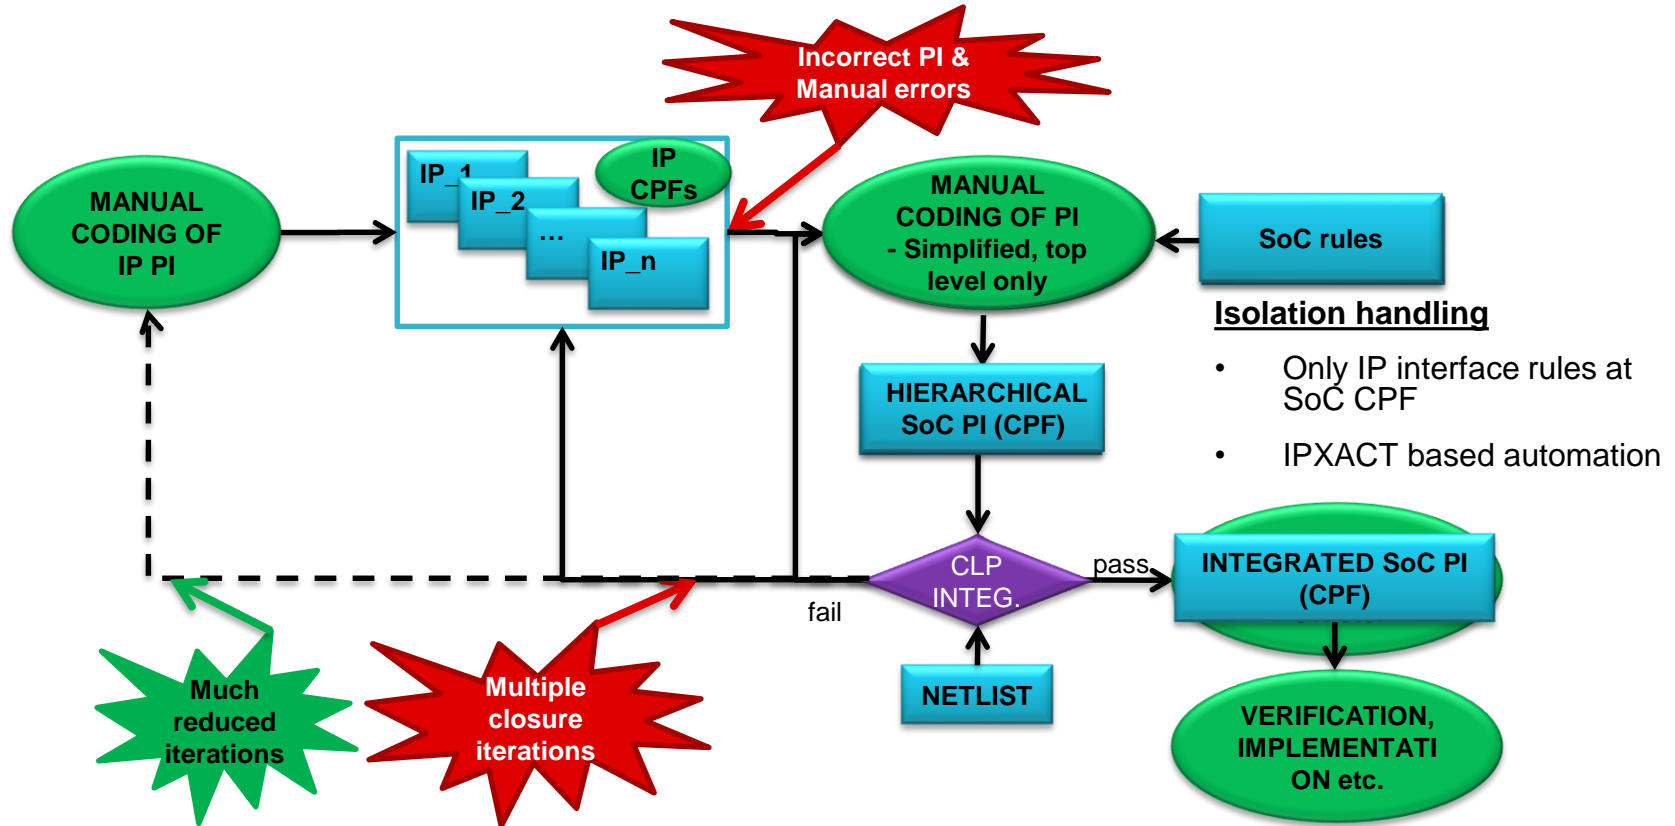 Incorrect PI &
Manual errors
MANUAL
CODING OF
IP PI
IP_1
IP_2
...
IP_n
IP
CPFs
MANUAL
CODING OF PI
- Simplified, top
level only
SoC rules
Isolation handling
• Only IP interface rules at
SoC CPF
• IPXACT based automation
HIERARCHICAL
SoC PI (CPF)
CLP
INTEG.
pass
fail
INTEGRATED SoC PI
(CPF)
NETLIST
VERIFICATION,
IMPLEMENTATI
ON etc.
Much
reduced
iterations
Multiple
closure
iterations